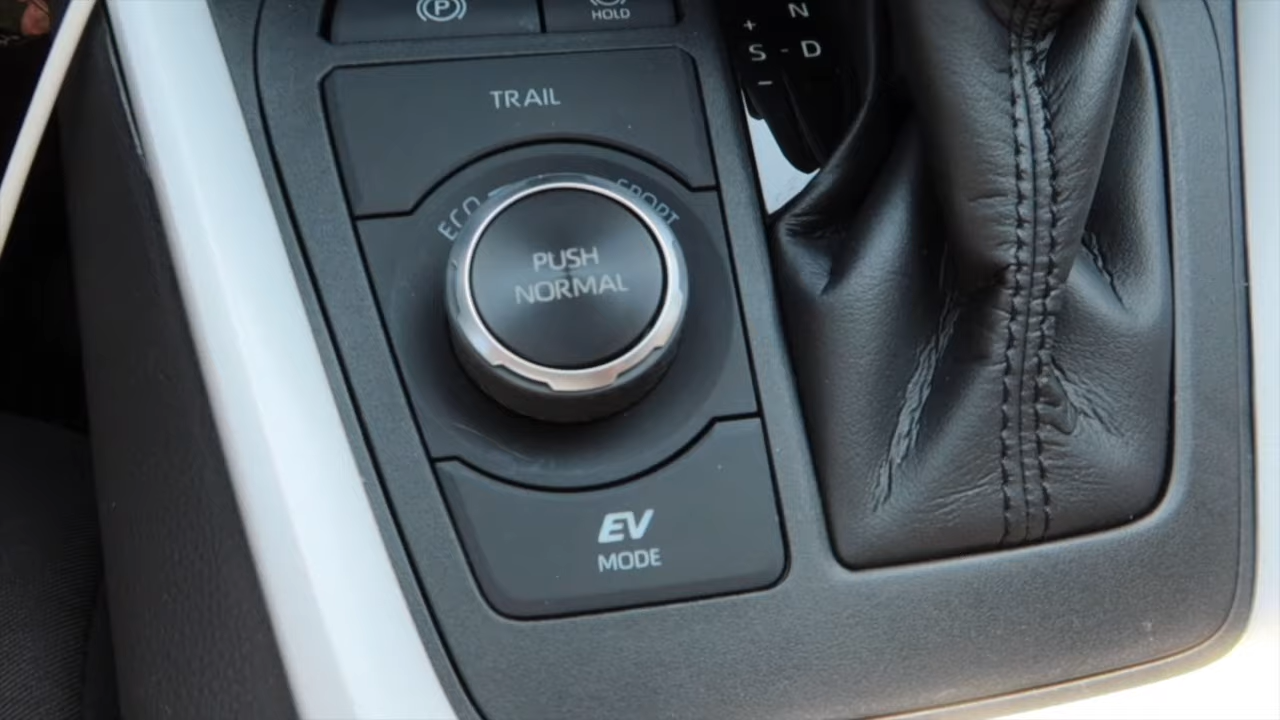 P
HOLD
N
+
S - D
-
TRAIL
ECO
SPORT
PUSH
NORMAL
EV
MODE